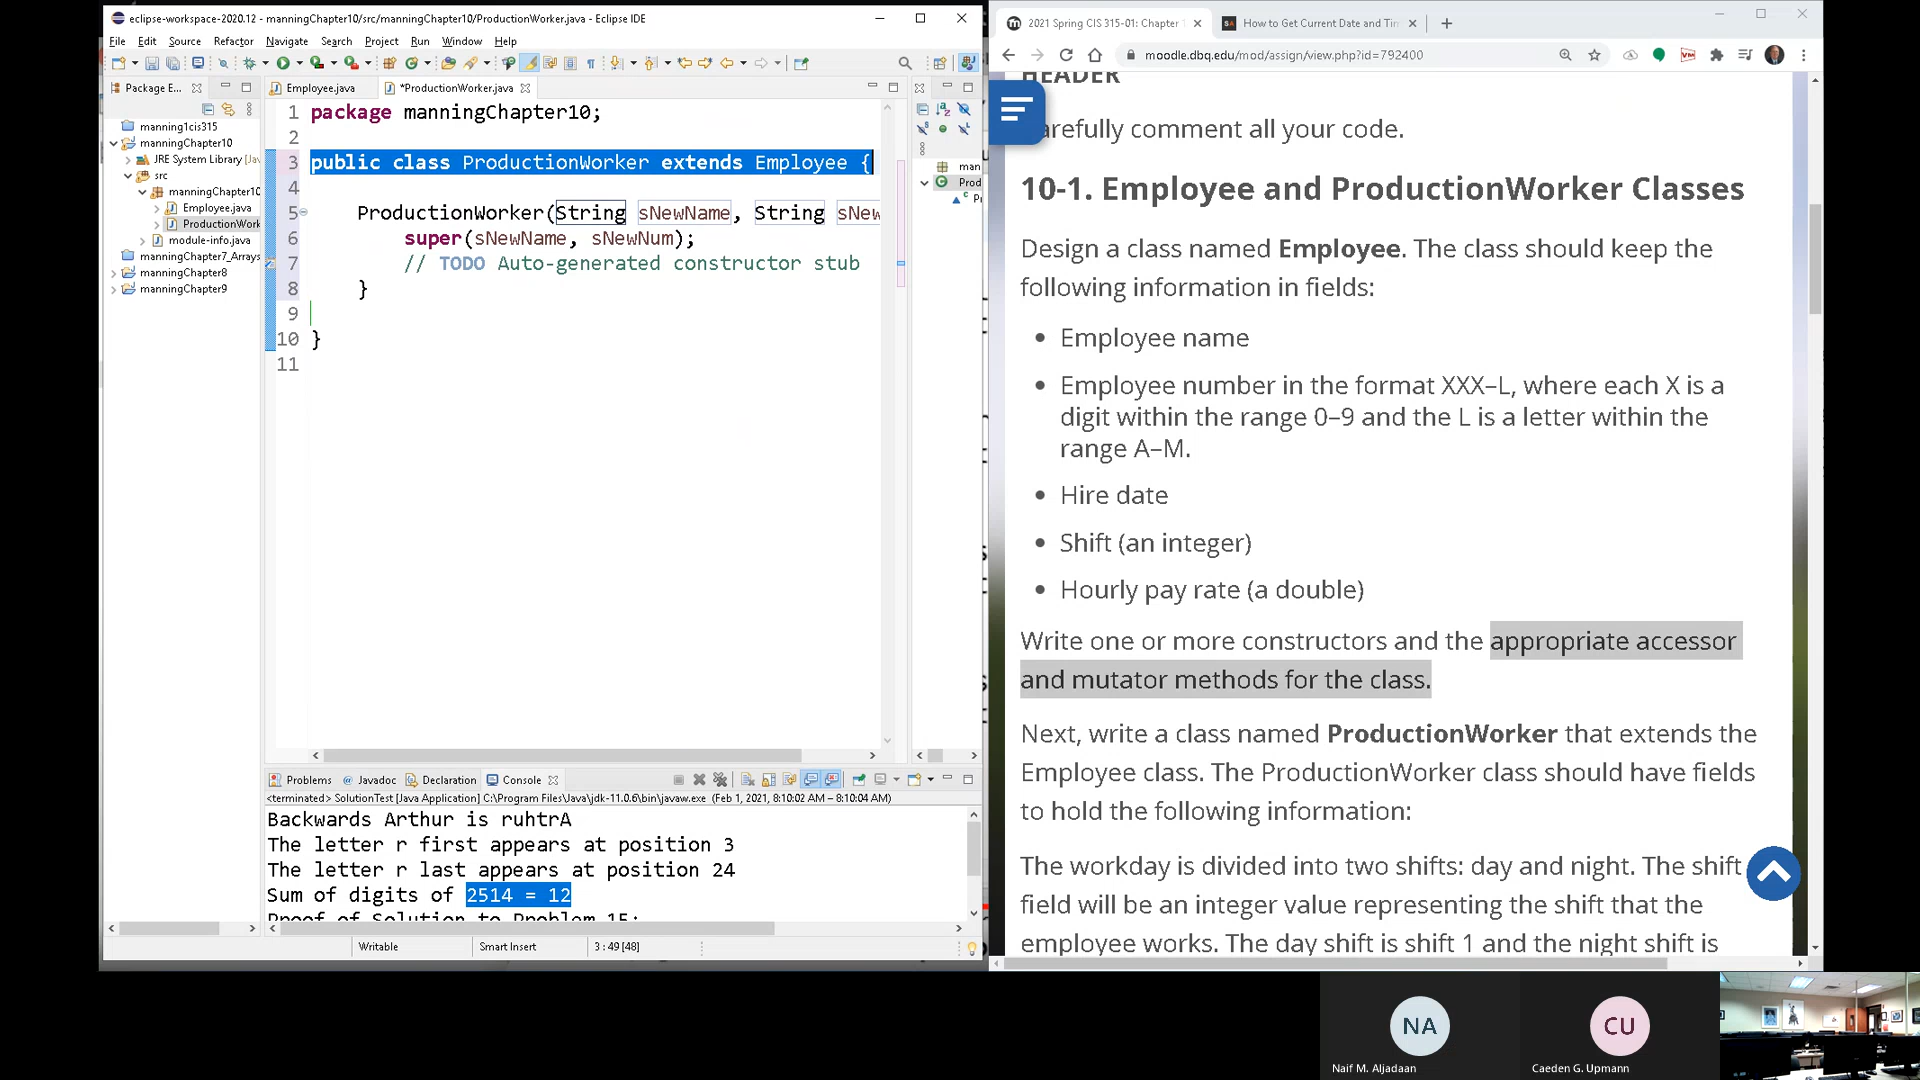 eclipse-workspace-2020.12 - manningChapter10/src/manningChapter10/ProductionWorker.java - Eclipse IDE
File Edit Source Refactor Navigate Search Project Run Window Help
Package E...
manning1cis315
manningChapter10
JRE System Library [Jav
src
manningChapter10
Employee.java
ProductionWork
module-info.java
manningChapter7_Arrays
manningChapter8
manningChapter9
Employee.java
*ProductionWorker.java
1 package manningChapter10;
2
3 public class ProductionWorker extends Employee {
4
5 ProductionWorker(String sNewName, String sNew
6 super(sNewName, sNewNum);
7 // TODO Auto-generated constructor stub
8 }
9
10 }
11
man
Prod
Problems Javadoc Declaration Console
<terminated> SolutionTest [Java Application] C:\Program Files\Java\jdk-11.0.6\bin\javaw.exe (Feb 1, 2021, 8:10:02 AM – 8:10:04 AM)
Backwards Arthur is ruhtrA
The letter r first appears at position 3
The letter r last appears at position 24
Sum of digits of 2514 = 12
Proof of Solution to Problem 15:
Writable
Smart Insert
3 : 49 [48]
2021 Spring CIS 315-01: Chapter
How to Get Current Date and Tim
moodle.dbq.edu/mod/assign/view.php?id=792400
HEADER
arefully comment all your code.
10-1. Employee and ProductionWorker Classes
Design a class named Employee. The class should keep the
following information in fields:
• Employee name
• Employee number in the format XXX–L, where each X is a
digit within the range 0–9 and the L is a letter within the
range A–M.
• Hire date
• Shift (an integer)
• Hourly pay rate (a double)
Write one or more constructors and the appropriate accessor
and mutator methods for the class.
Next, write a class named ProductionWorker that extends the
Employee class. The ProductionWorker class should have fields
to hold the following information:
The workday is divided into two shifts: day and night. The shift
field will be an integer value representing the shift that the
employee works. The day shift is shift 1 and the night shift is
NA
Naif M. Aljadaan
CU
Caeden G. Upmann